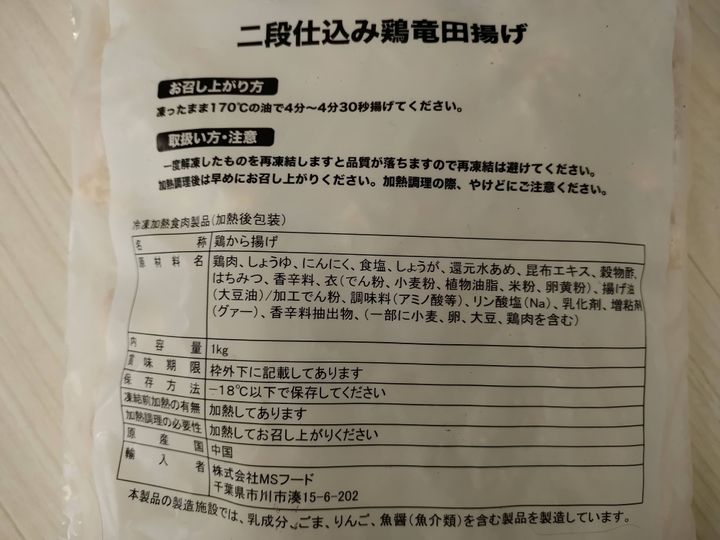 二段仕込み鶏竜田揚げ
お召し上がり方
凍ったまま170℃の油で4分～4分30秒揚げてください。
取扱い方・注意
一度解凍したものを再凍結しますと品質が落ちますので再凍結は避けてください。
加熱調理後は早めにお召し上がりください。加熱調理の際、やけどにご注意ください。
冷凍加熱食肉製品(加熱後包装)
名称 鶏から揚げ
原材料名 鶏肉、しょうゆ、にんにく、食塩、しょうが、還元水あめ、昆布エキス、穀物酢、
はちみつ、香辛料、衣(でん粉、小麦粉、植物油脂、米粉、卵黄粉)、揚げ油
(大豆油)/加工でん粉、調味料(アミノ酸等)、リン酸塩(Na)、乳化剤、増粘剤
(グァー)、香辛料抽出物、(一部に小麦、卵、大豆、鶏肉を含む)
内容量 1kg
賞味期限 枠外下に記載してあります
保存方法 -18℃以下で保存してください
凍結前加熱の有無 加熱してあります
加熱調理の必要性 加熱してお召し上がりください
原産国 中国
輸入者 株式会社MSフード
千葉県市川市湊15-6-202
本製品の製造施設では、乳成分、ごま、りんご、魚醤(魚介類)を含む製品を製造しています。